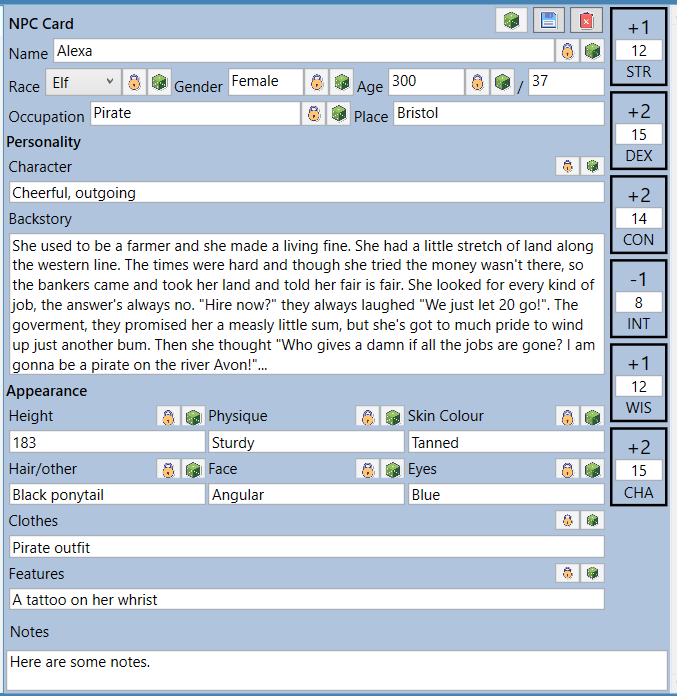 NPC Card
Name Alexa
Race Elf Gender Female Age 300 / 37
Occupation Pirate Place Bristol
Personality
Character
Cheerful, outgoing
Backstory
She used to be a farmer and she made a living fine. She had a little stretch of land along
the western line. The times were hard and though she tried the money wasn't there, so
the bankers came and took her land and told her fair is fair. She looked for every kind of
job, the answer's always no. "Hire now?" they always laughed "We just let 20 go!". The
goverment, they promised her a measly little sum, but she's got to much pride to wind
up just another bum. Then she thought "Who gives a damn if all the jobs are gone? I am
gonna be a pirate on the river Avon!"...
Appearance
Height Physique Skin Colour
183 Sturdy Tanned
Hair/other Face Eyes
Black ponytail Angular Blue
Clothes
Pirate outfit
Features
A tattoo on her whrist
Notes
Here are some notes.
+1
12
STR
+2
15
DEX
+2
14
CON
-1
8
INT
+1
12
WIS
+2
15
CHA